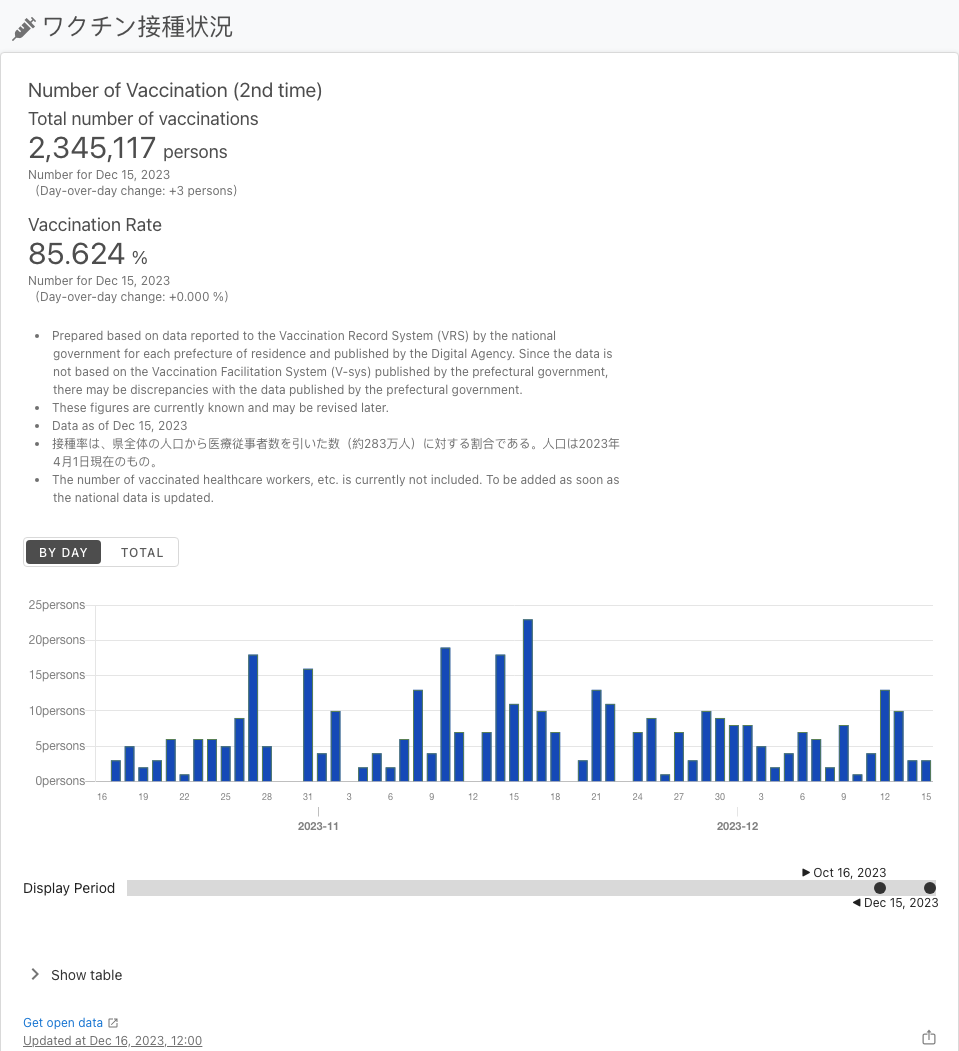 ワクチン接種状況
Number of Vaccination (2nd time)
Total number of vaccinations
2,345,117 persons
Number for Dec 15, 2023
(Day-over-day change: +3 persons)
Vaccination Rate
85.624 %
Number for Dec 15, 2023
(Day-over-day change: +0.000 %)
• Prepared based on data reported to the Vaccination Record System (VRS) by the national
government for each prefecture of residence and published by the Digital Agency. Since the data is
not based on the Vaccination Facilitation System (V-sys) published by the prefectural government,
there may be discrepancies with the data published by the prefectural government.
• These figures are currently known and may be revised later.
• Data as of Dec 15, 2023
• 接種率は、県全体の人口から医療従事者数を引いた数（約283万人）に対する割合である。人口は2023年
4月1日現在のもの。
• The number of vaccinated healthcare workers, etc. is currently not included. To be added as soon as
the national data is updated.
BY DAY TOTAL
25persons
20persons
15persons
10persons
5persons
0persons
16 19 22 25 28 31 3 6 9 12 15 18 21 24 27 30 3 6 9 12 15
2023-11 2023-12
▶ Oct 16, 2023
Display Period
◀ Dec 15, 2023
Show table
Get open data
Updated at Dec 16, 2023, 12:00